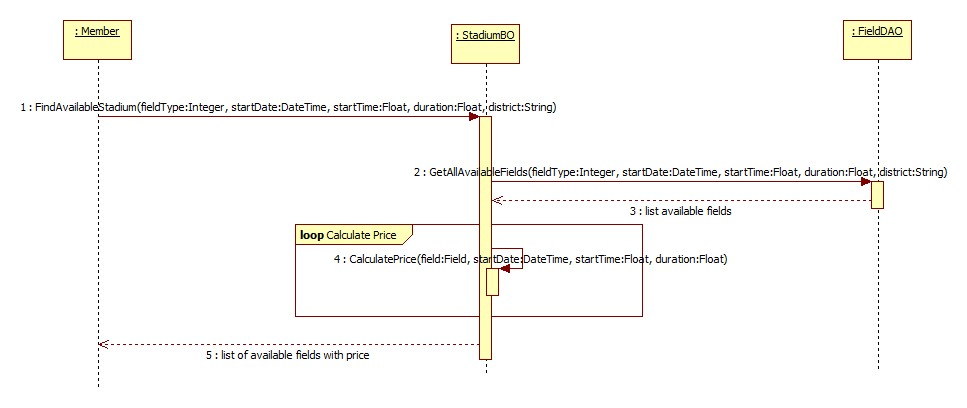 : Member
: StadiumBO
: FieldDAO
1 : FindAvailableStadium(fieldType:Integer, startDate:DateTime, startTime:Float, duration:Float, district:String)
2 : GetAllAvailableFields(fieldType:Integer, startDate:DateTime, startTime:Float, duration:Float, district:String)
3 : list available fields
loop Calculate Price
4 : CalculatePrice(field:Field, startDate:DateTime, startTime:Float, duration:Float)
5 : list of available fields with price